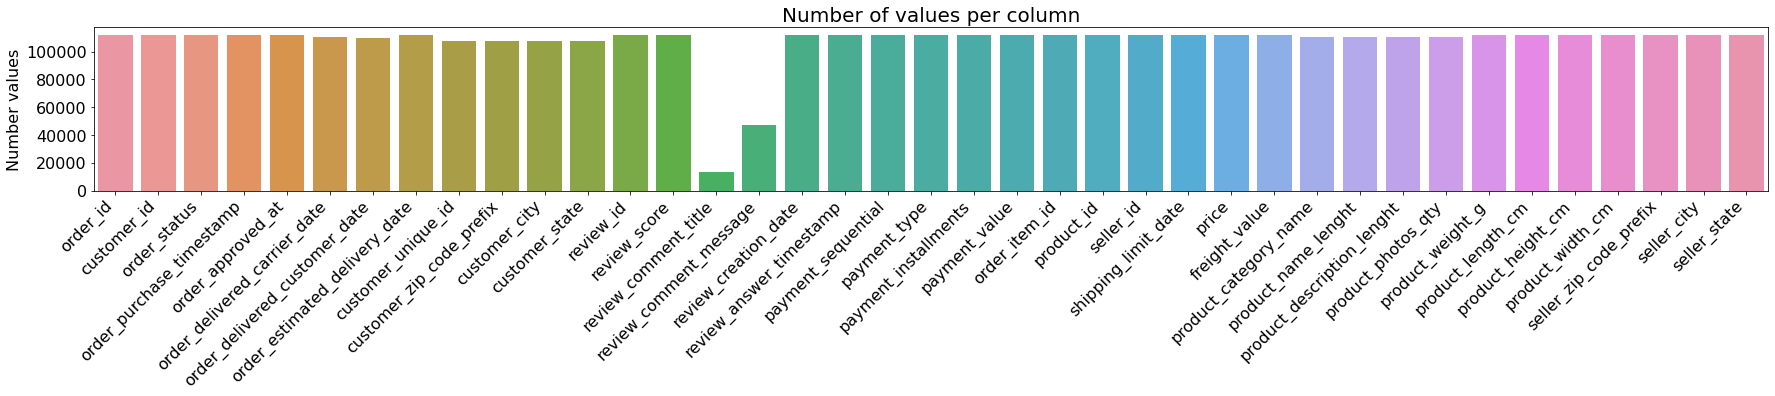 Number of values per column
Number values
100000
80000
60000
40000
20000
0
order_id
customer_id
order_status
order_purchase_timestamp
order_approved_at
order_delivered_carrier_date
order_delivered_customer_date
order_estimated_delivery_date
customer_unique_id
customer_zip_code_prefix
customer_city
customer_state
review_id
review_score
review_comment_title
review_comment_message
review_creation_date
review_answer_timestamp
payment_sequential
payment_type
payment_installments
payment_value
order_item_id
product_id
seller_id
shipping_limit_date
price
freight_value
product_category_name
product_name_lenght
product_description_lenght
product_photos_qty
product_weight_g
product_length_cm
product_height_cm
product_width_cm
seller_zip_code_prefix
seller_city
seller_state